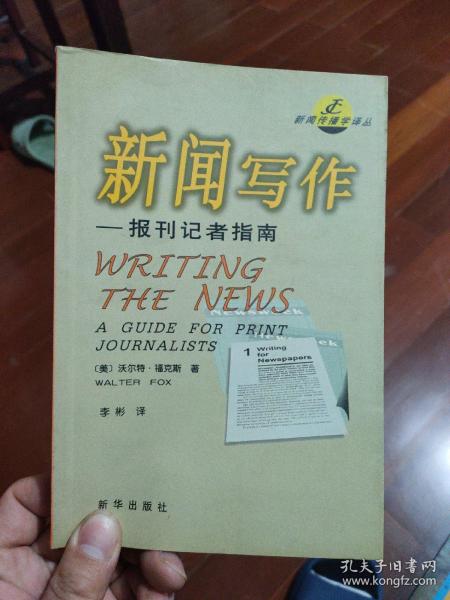 新闻传播学译丛
新闻写作
—报刊记者指南
WRITING
THE NEWS
A GUIDE FOR PRINT
JOURNALISTS
Newsweek
1 Writing
for
Newspapers
〔美〕沃尔特·福克斯 著
WALTER FOX
李彬 译
新华出版社
孔夫子旧书网
www.kongfz.com